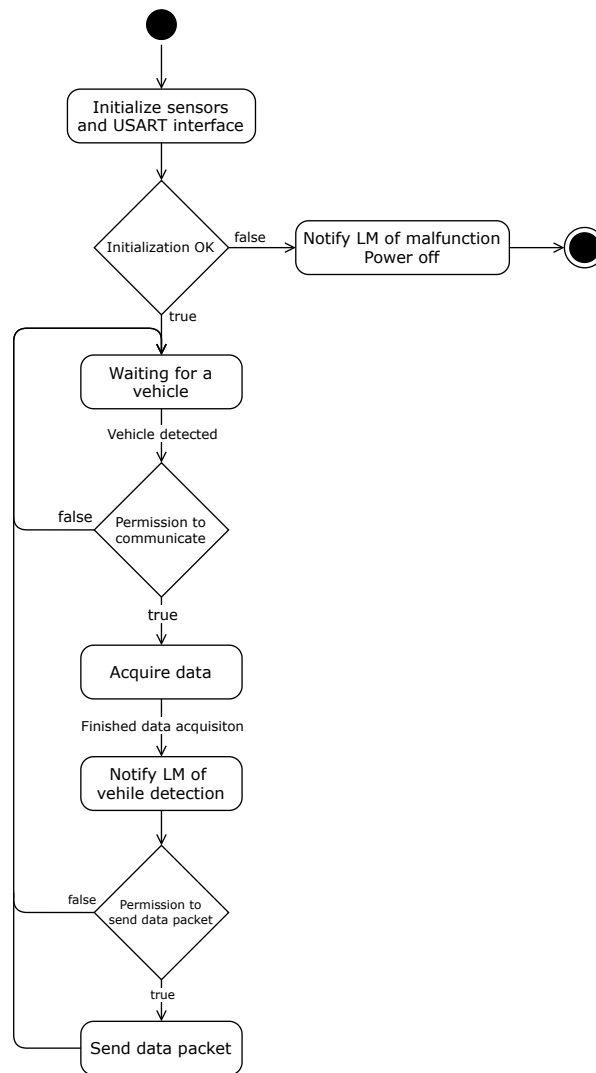 Initialize sensors
and USART interface
Initialization OK
false
Notify LM of malfunction
Power off
true
Waiting for a
vehicle
Vehicle detected
false
Permission to
communicate
true
Acquire data
Finished data acquisiton
Notify LM of
vehile detection
false
Permission to
send data packet
true
Send data packet